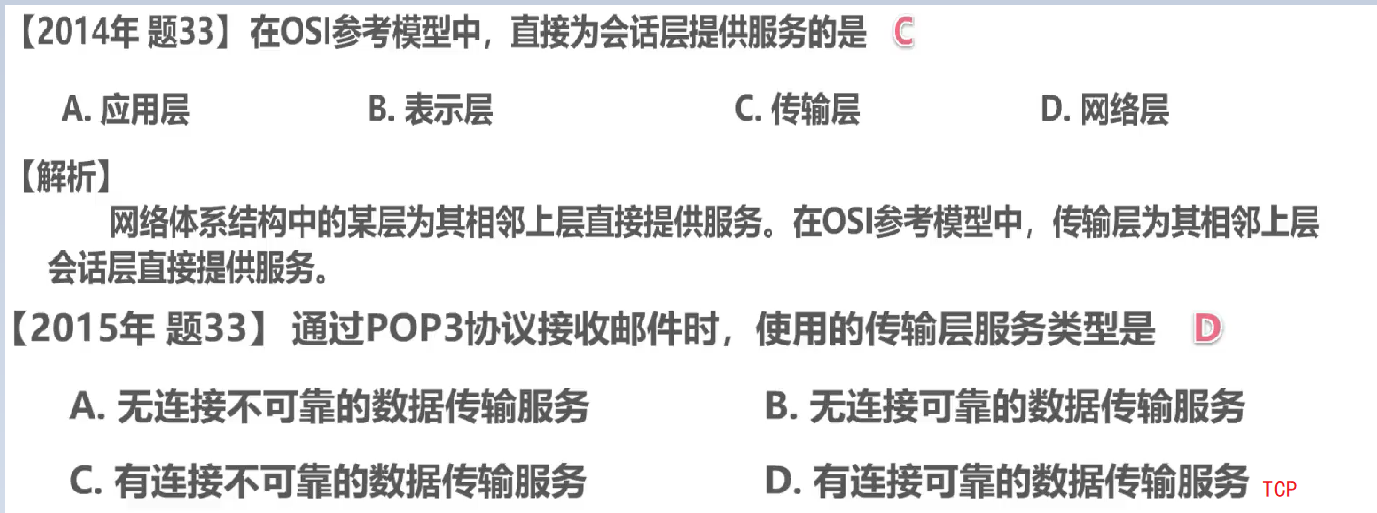 【2014年 题33】在OSI参考模型中，直接为会话层提供服务的是 C
A. 应用层 B. 表示层 C. 传输层 D. 网络层
【解析】
网络体系结构中的某层为其相邻上层直接提供服务。在OSI参考模型中，传输层为其相邻上层
会话层直接提供服务。
【2015年 题33】通过POP3协议接收邮件时，使用的传输层服务类型是 D
A. 无连接不可靠的数据传输服务 B. 无连接可靠的数据传输服务
C. 有连接不可靠的数据传输服务 D. 有连接可靠的数据传输服务 TCP